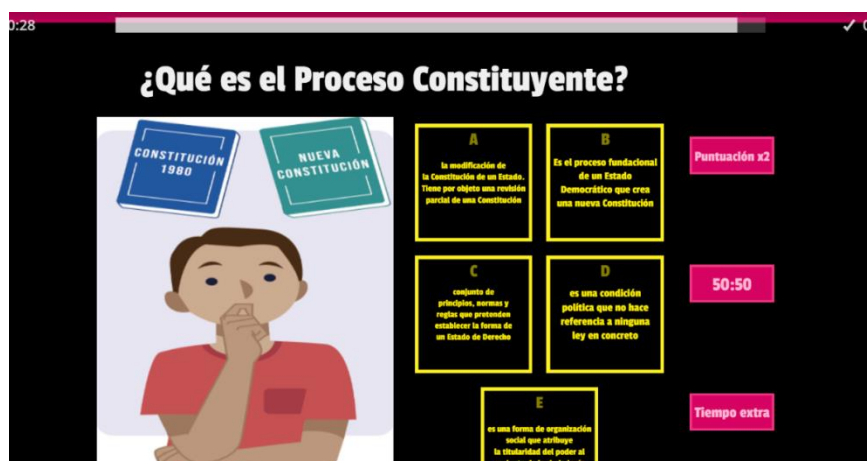 0:28
¿Qué es el Proceso Constituyente?
CONSTITUCIÓN
1980
NUEVA
CONSTITUCIÓN
A
la modificación de
la Constitución de un Estado.
Tiene por objeto una revisión
parcial de una Constitución
B
Es el proceso fundacional
de un Estado
Democrático que crea
una nueva Constitución
Puntuación x2
C
conjunto de
principios, normas y
reglas que pretenden
establecer la forma de
un Estado de Derecho
D
es una condición
política que no hace
referencia a ninguna
ley en concreto
50:50
E
es una forma de organización
social que atribuye
la titularidad del poder al
Tiempo extra